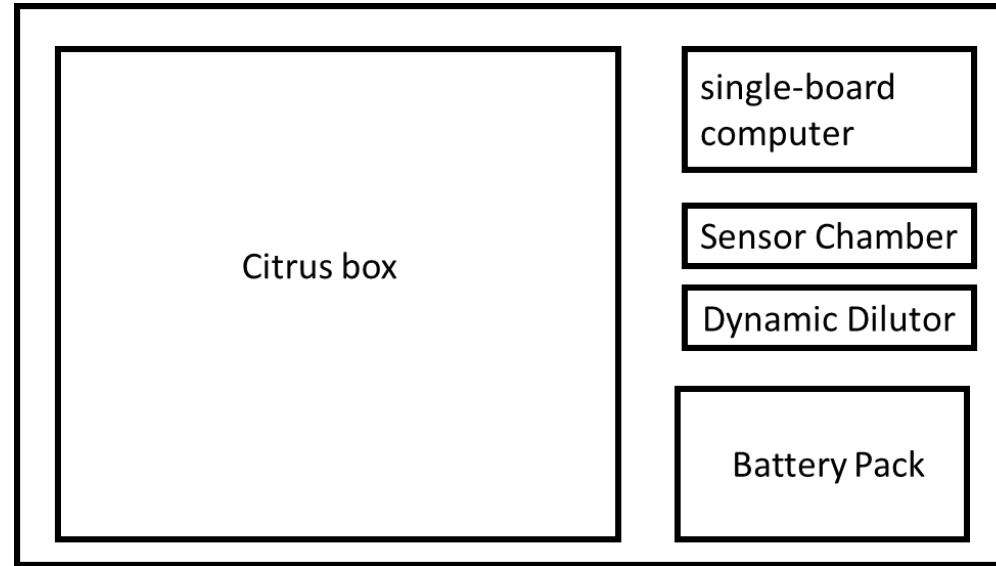 single-board
computer
Sensor Chamber
Citrus box
Dynamic Dilutor
Battery Pack